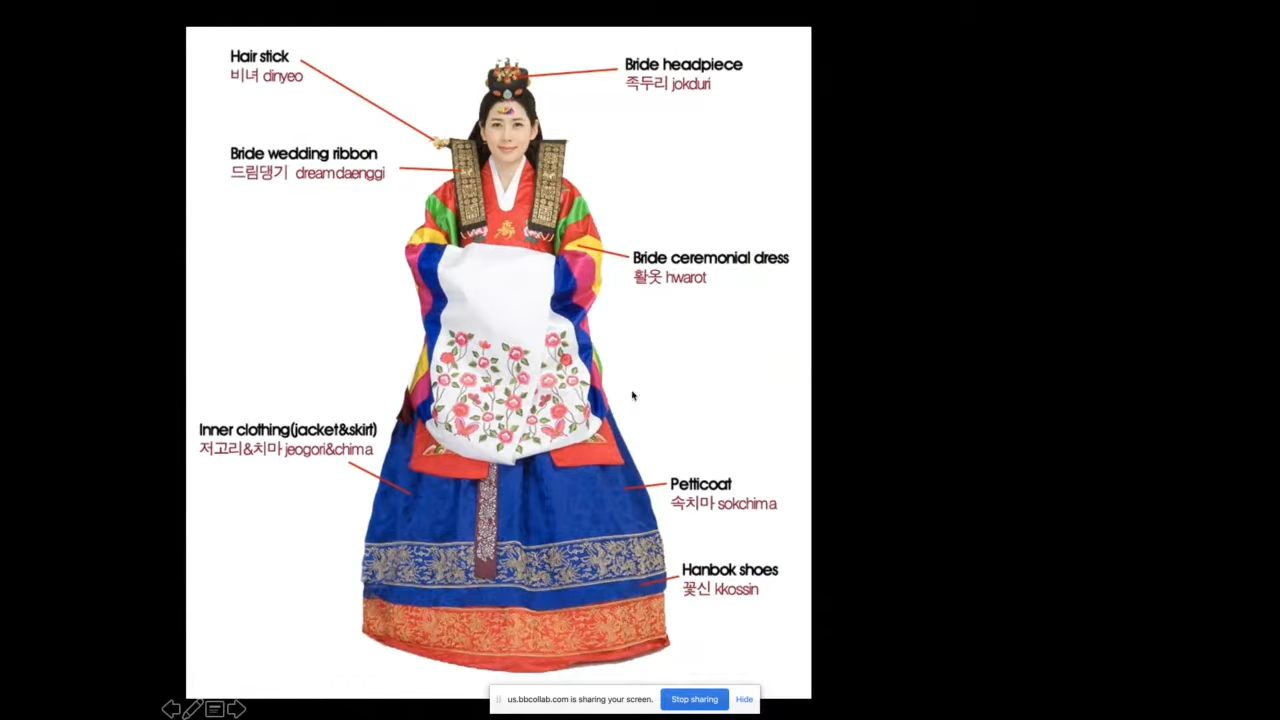 Hair stick
비녀 dinyeo
Bride headpiece
족두리 jokduri
Bride wedding ribbon
드림댕기 dreamdaenggi
Bride ceremonial dress
활옷 hwarot
Inner clothing(jacket&skirt)
저고리&치마 jeogori&chima
Petticoat
속치마 sokchima
Hanbok shoes
꽃신 kkossin
us.bbcollab.com is sharing your screen.
Stop sharing
Hide